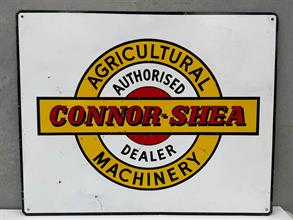 AGRICULTURAL
AUTHORISED
CONNOR-SHEA
DEALER
MACHINERY